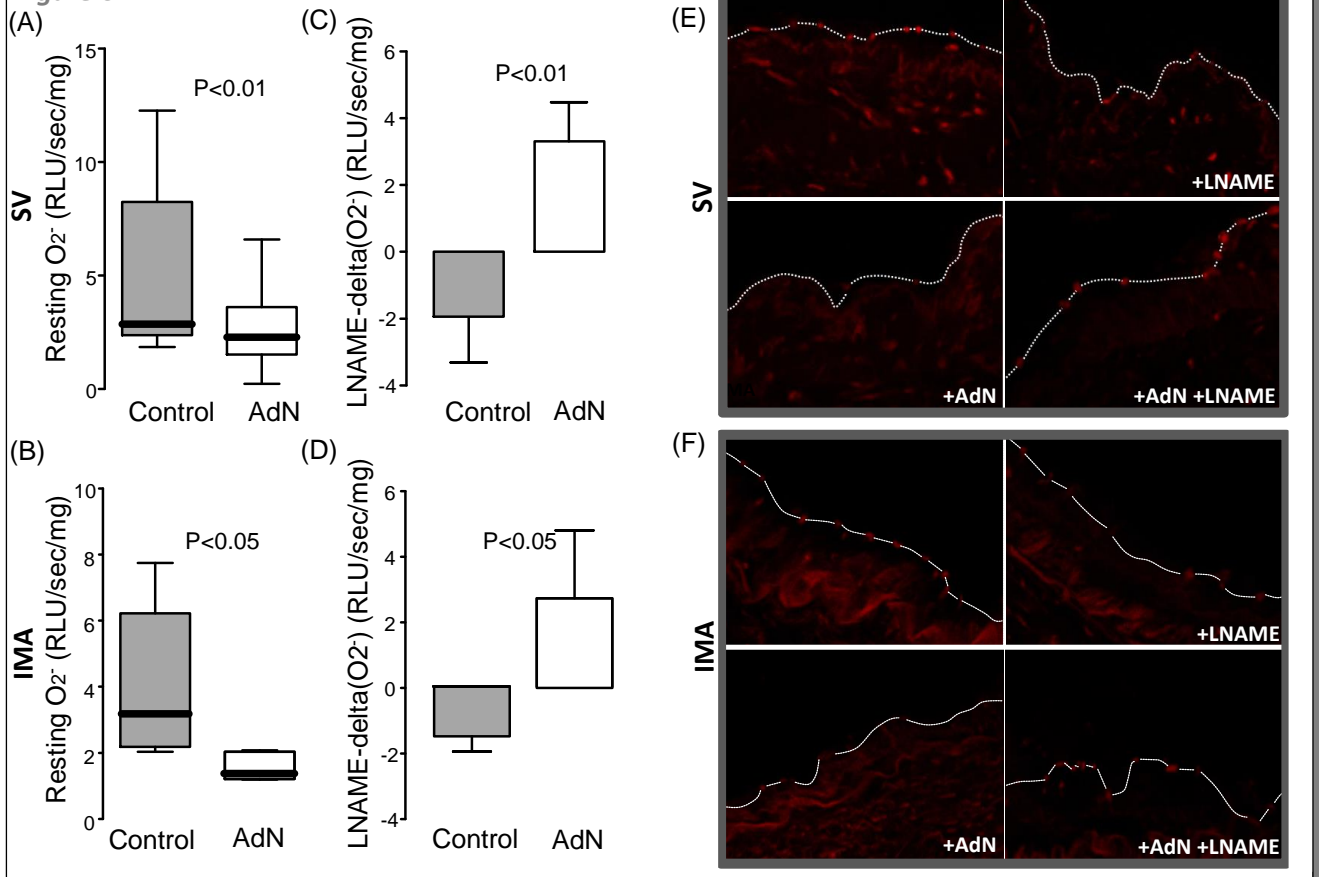 (A)
SV
Resting O2- (RLU/sec/mg)
15
10
5
0
P<0.01
Control AdN
(C)
LNAME-delta(O2-) (RLU/sec/mg)
6
4
2
0
-2
-4
P<0.01
Control AdN
(B)
IMA
Resting O2- (RLU/sec/mg)
10
8
6
4
2
0
P<0.05
Control AdN
(D)
LNAME-delta(O2-) (RLU/sec/mg)
6
4
2
0
-2
-4
P<0.05
Control AdN
(E)
SV
+LNAME
+AdN
+AdN +LNAME
(F)
IMA
+LNAME
+AdN
+AdN +LNAME